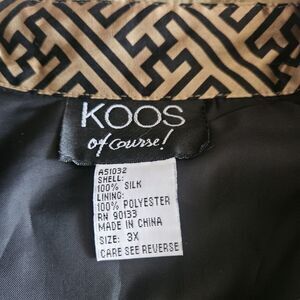 KOOS
of course!
A51032
SHELL:
100% SILK
LINING:
100% POLYESTER
RN 90133
MADE IN CHINA
SIZE: 3X
CARE SEE REVERSE